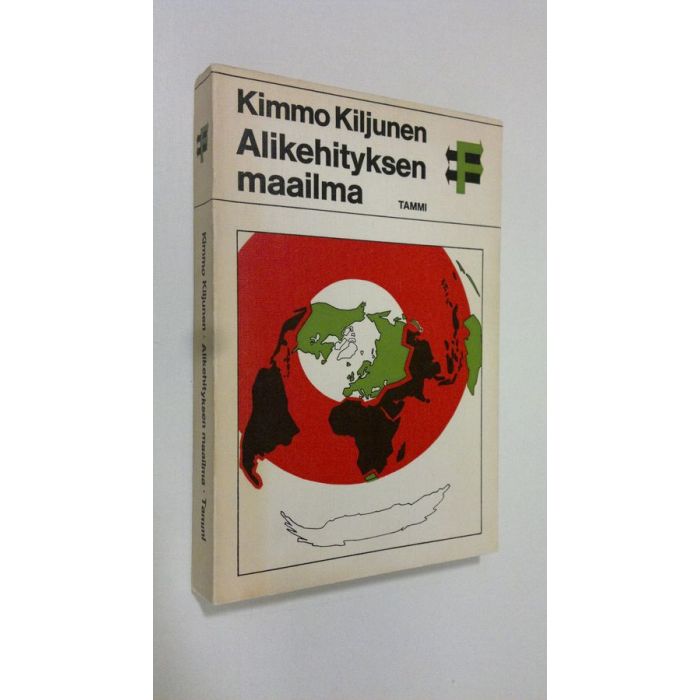 Kimmo Kiljunen
Alikehityksen
maailma
TAMMI
F
Kimmo Kiljunen · Alikehityksen maailma · Tammi